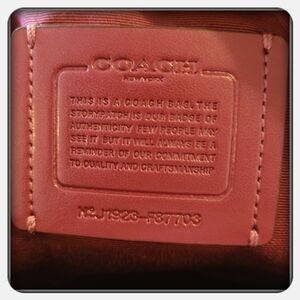 COACH
NEW YORK
THIS IS A COACH BAG. THE
STORYPATCH IS OUR BADGE OF
AUTHENTICITY FEW PEOPLE MAY
SEE IT BUT IT WILL ALWAYS BE A
REMINDER OF OUR COMMITMENT
TO QUALITY AND CRAFTSMANSHIP
Nº J1923-F87703